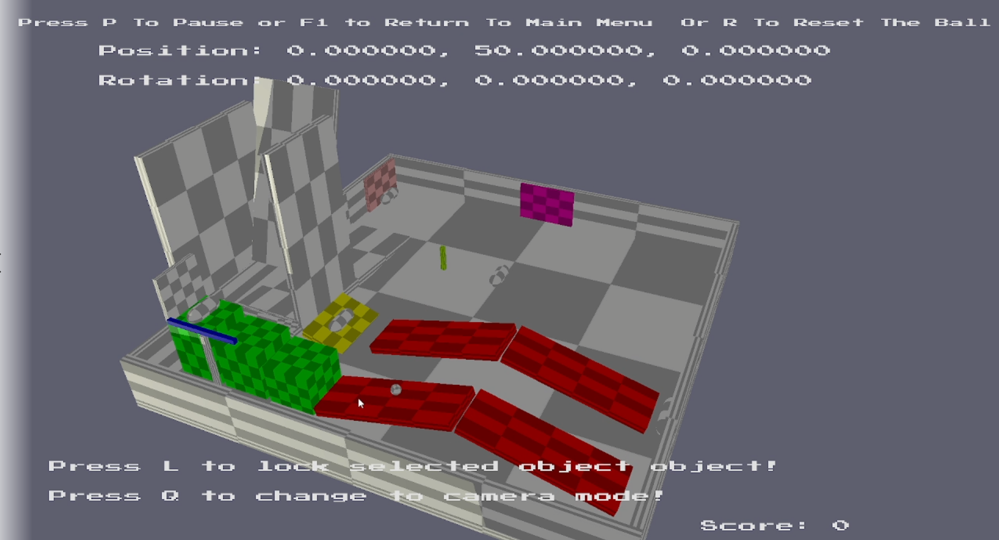 Press P To Pause or F1 to Return To Main Menu Or R To Reset The Ball
Position: 0.000000, 50.000000, 0.000000
Rotation: 0.000000, 0.000000, 0.000000
Press L to lock selected object object!
Press Q to change to camera mode!
Score: 0